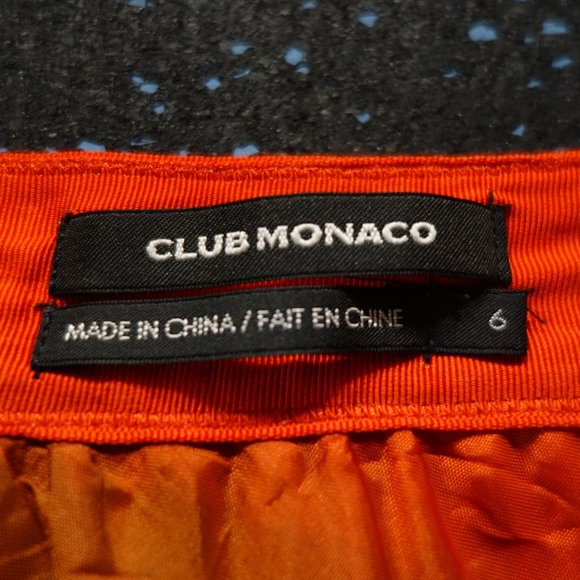 CLUB MONACO
MADE IN CHINA / FAIT EN CHINE 6